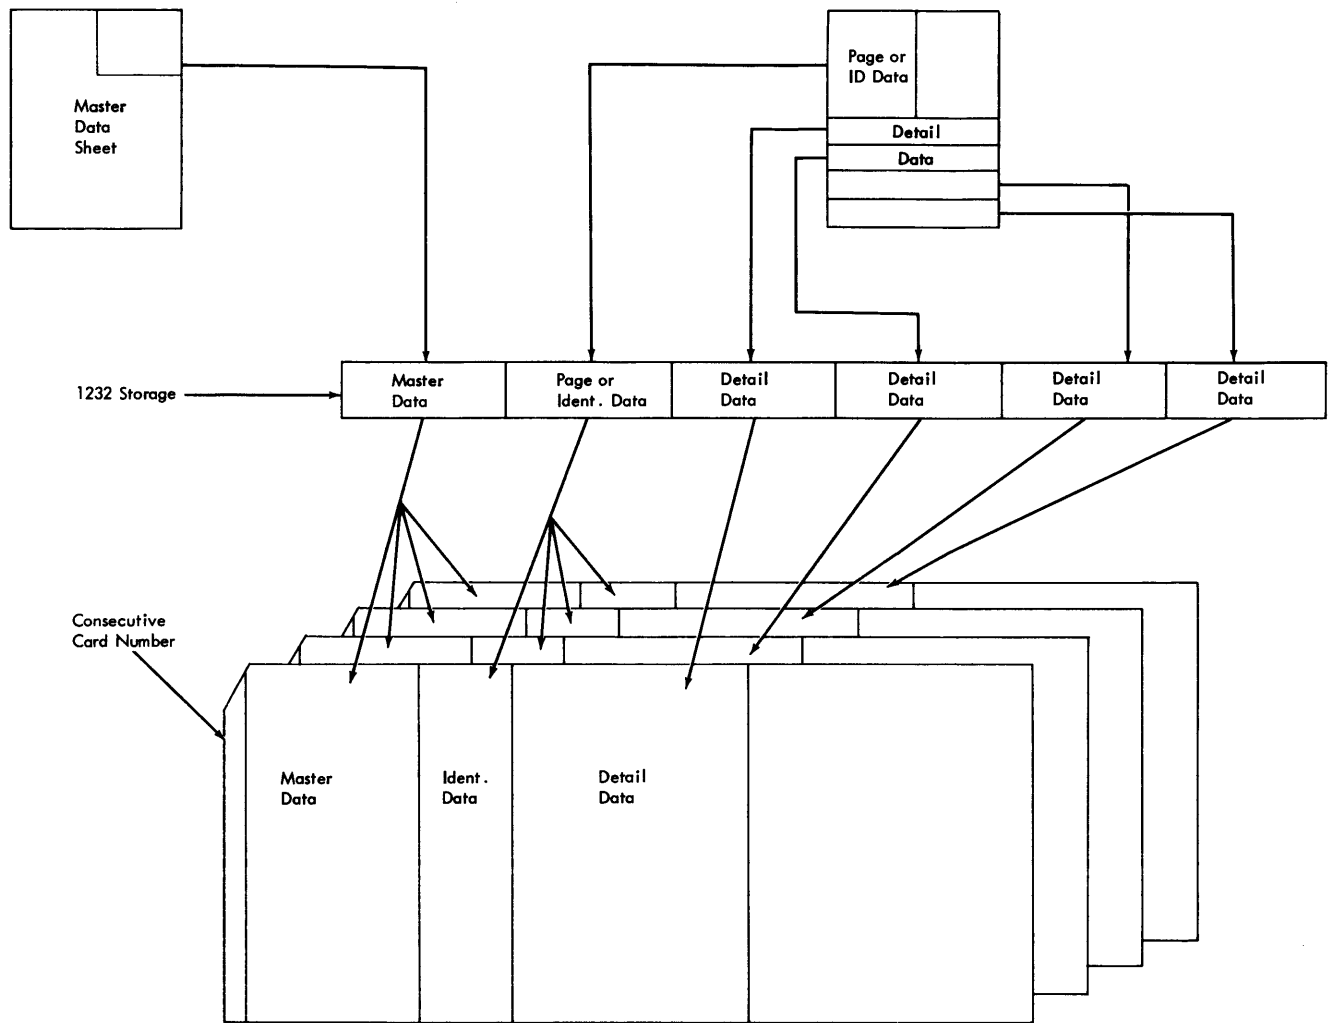 Master
Data
Sheet
Page or
ID Data
Detail
Data
1232 Storage
Master
Data
Page or
Ident. Data
Detail
Data
Detail
Data
Detail
Data
Detail
Data
Consecutive
Card Number
Master
Data
Ident.
Data
Detail
Data